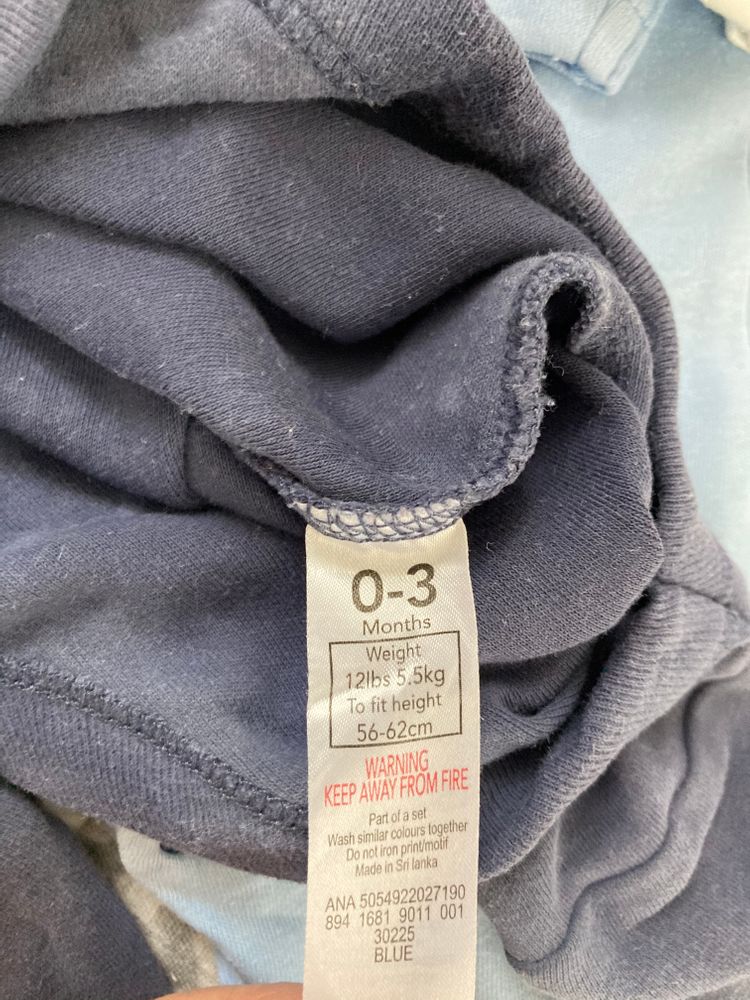 0-3
Months
Weight
12lbs 5.5kg
To fit height
56-62cm
WARNING
KEEP AWAY FROM FIRE
Part of a set
Wash similar colours together
Do not iron print/motif
Made in Sri lanka
ANA 5054922027190
894 1681 9011 001
30225
BLUE